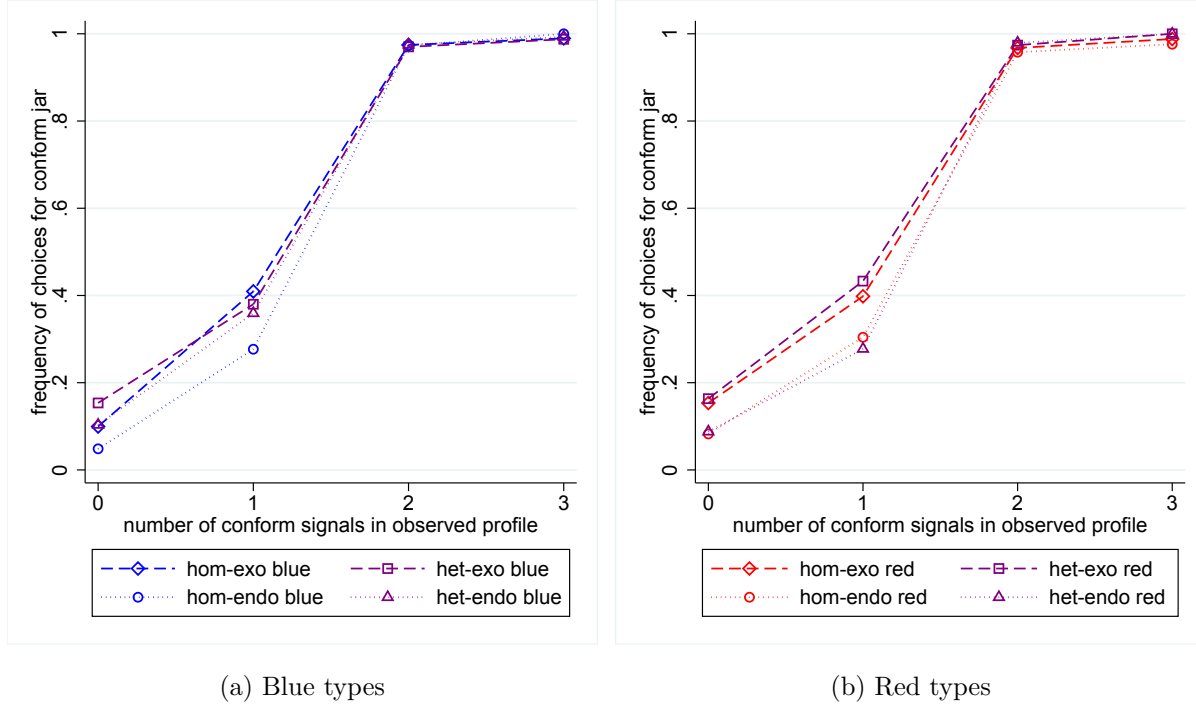 frequency of choices for conform jar
1
.8
.6
.4
.2
0
0 1 2 3
number of conform signals in observed profile
hom-exo blue het-exo blue
hom-endo blue het-endo blue
(a) Blue types
frequency of choices for conform jar
1
.8
.6
.4
.2
0
0 1 2 3
number of conform signals in observed profile
hom-exo red het-exo red
hom-endo red het-endo red
(b) Red types